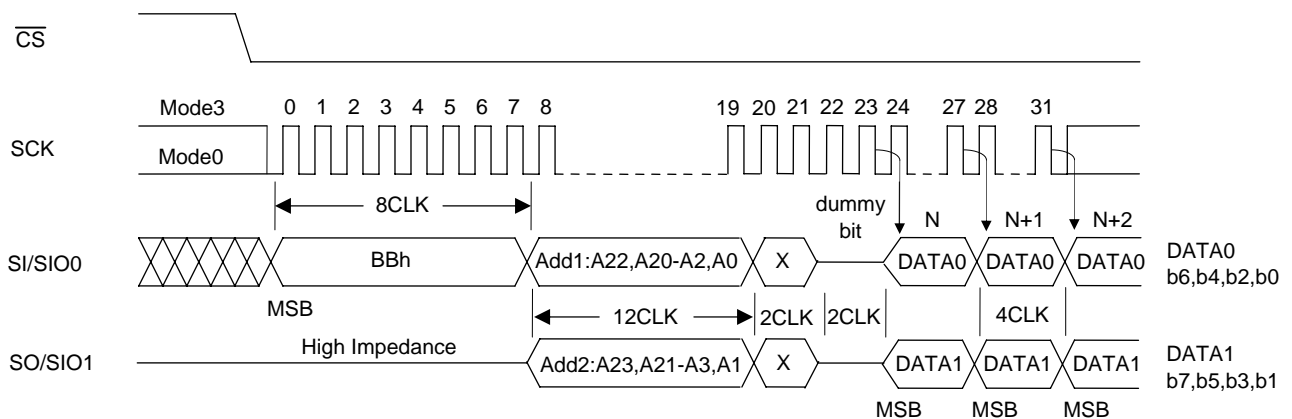 CS
Mode3
0 1 2 3 4 5 6 7 8 19 20 21 22 23 24 27 28 31
SCK
Mode0
8CLK
dummy
bit
N N+1 N+2
SI/SIO0
BBh
Add1:A22,A20-A2,A0
X
DATA0 DATA0 DATA0
DATA0
b6,b4,b2,b0
MSB
12CLK
2CLK 2CLK
4CLK
High Impedance
SO/SIO1
Add2:A23,A21-A3,A1
X
DATA1 DATA1 DATA1
DATA1
b7,b5,b3,b1
MSB MSB MSB